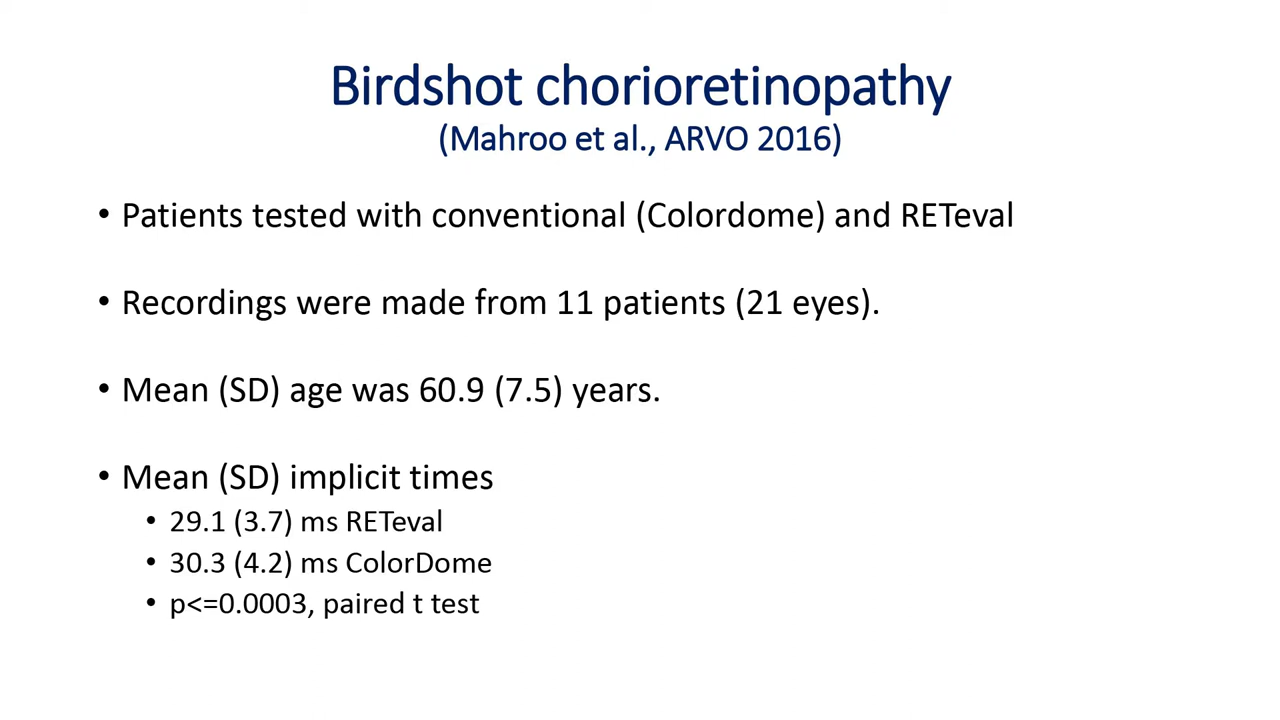 Birdshot chorioretinopathy
(Mahroo et al., ARVO 2016)
• Patients tested with conventional (Colordome) and RETeval
• Recordings were made from 11 patients (21 eyes).
• Mean (SD) age was 60.9 (7.5) years.
• Mean (SD) implicit times
• 29.1 (3.7) ms RETeval
• 30.3 (4.2) ms ColorDome
• p<=0.0003, paired t test